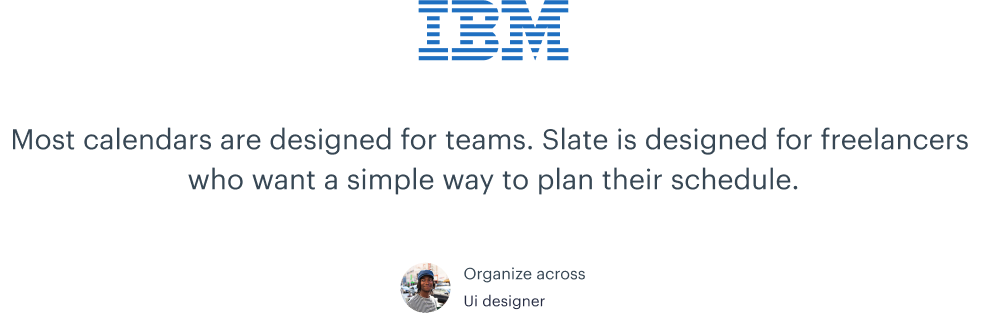 IBM
Most calendars are designed for teams. Slate is designed for freelancers
who want a simple way to plan their schedule.
Organize across
Ui designer